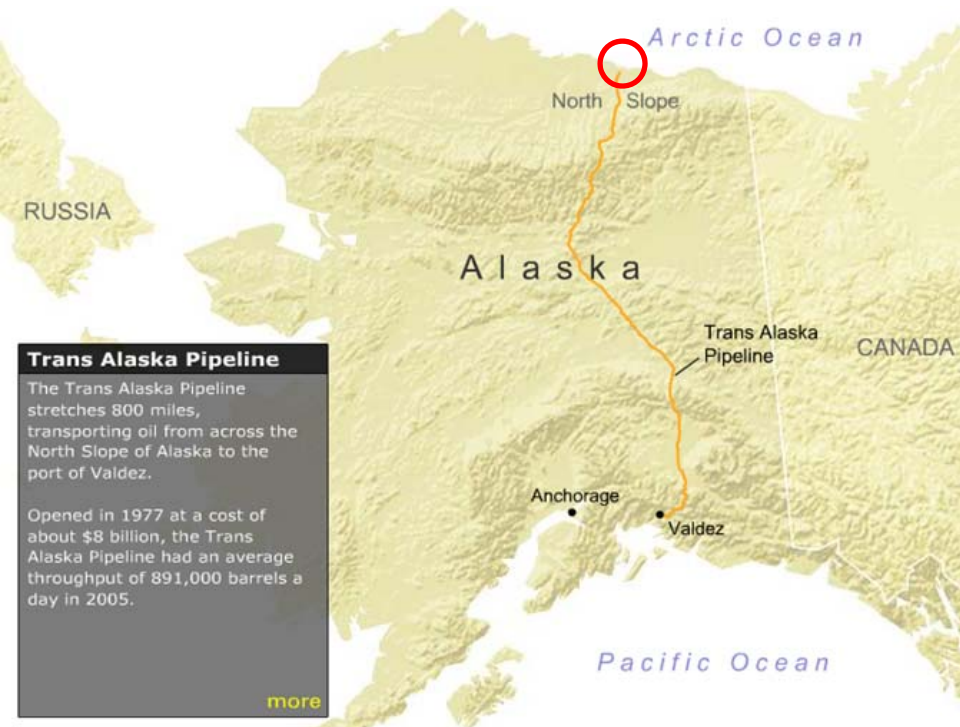 Arctic Ocean
North Slope
RUSSIA
Alaska
Trans Alaska
Pipeline
CANADA
Trans Alaska Pipeline
The Trans Alaska Pipeline
stretches 800 miles,
transporting oil from across the
North Slope of Alaska to the
port of Valdez.
Opened in 1977 at a cost of
about $8 billion, the Trans
Alaska Pipeline had an average
throughput of 891,000 barrels a
day in 2005.
more
Anchorage
Valdez
Pacific Ocean